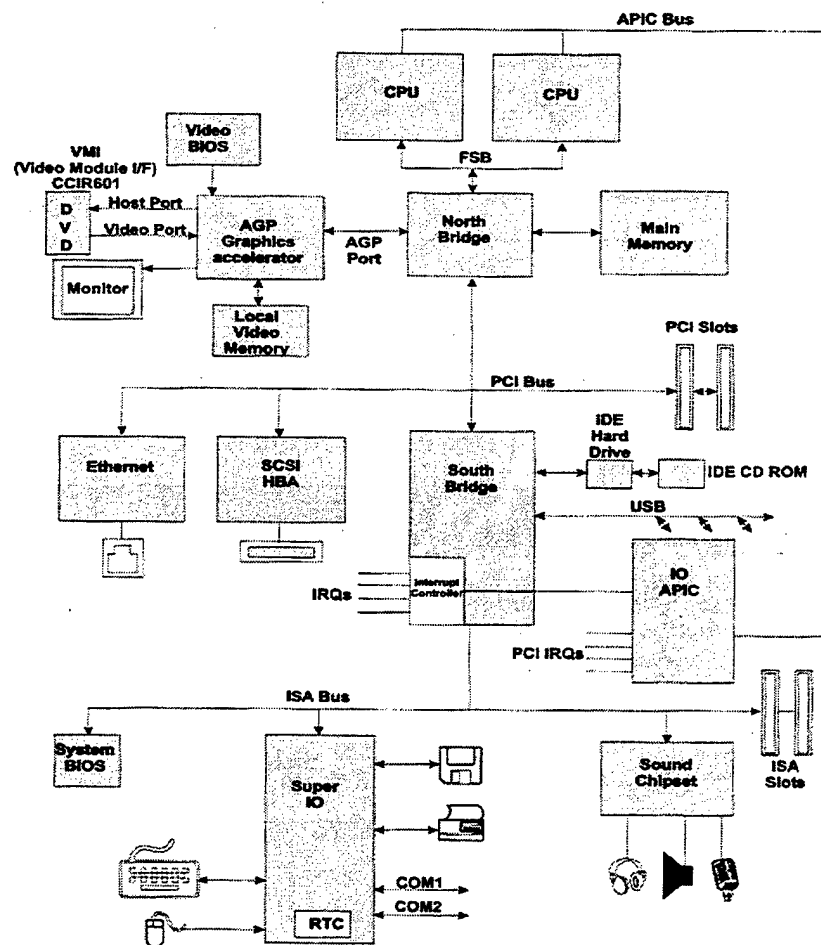 APIC Bus
CPU
CPU
Video
BIOS
VMI
(Video Module I/F)
CCIR601
FSB
D
V
D
Host Port
Video Port
AGP
Graphics
accelerator
AGP
Port
North
Bridge
Main
Memory
Monitor
Local
Video
Memory
PCI Slots
PCI Bus
Ethernet
SCSI
HBA
South
Bridge
IDE
Hard
Drive
IDE CD ROM
USB
Interrupt
Controller
IRQs
IO
APIC
PCI IRQs
ISA Bus
System
BIOS
Super
IO
Sound
Chipset
ISA
Slots
COM1
COM2
RTC